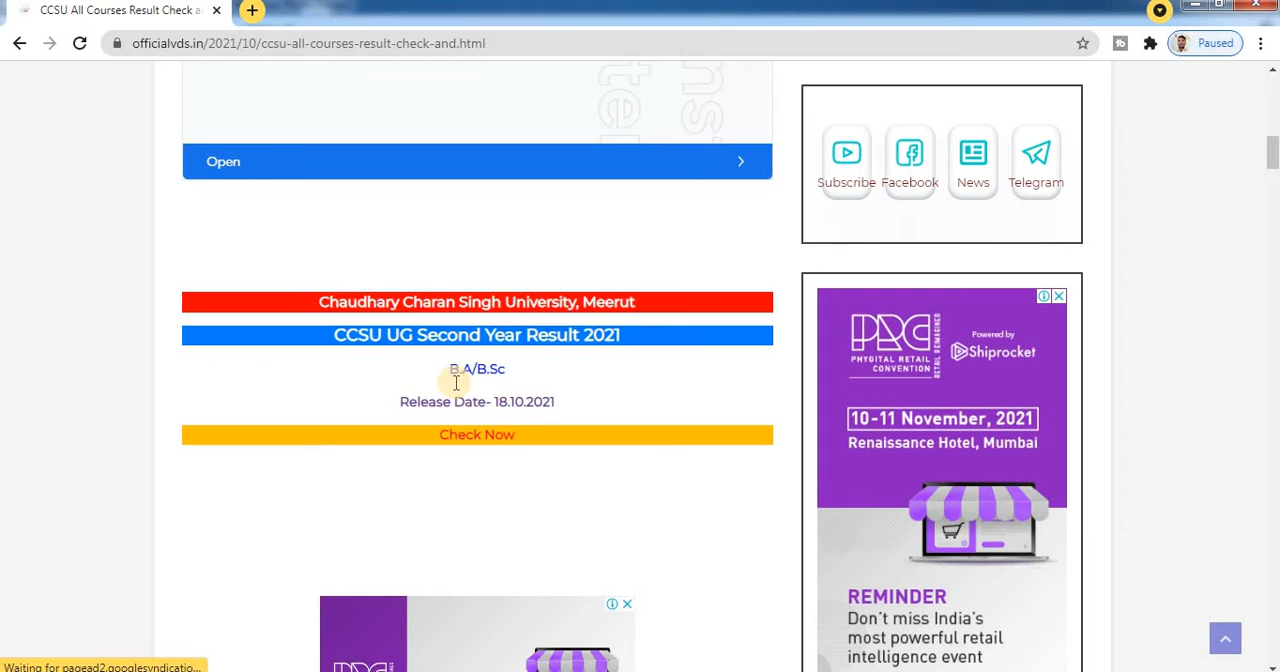 CCSU All Courses Result Check a
officialvds.in/2021/10/ccsu-all-courses-result-check-and.html
Paused
Open
Subscribe
Facebook
News
Telegram
Chaudhary Charan Singh University, Meerut
CCSU UG Second Year Result 2021
B.A/B.Sc
Release Date- 18.10.2021
Check Now
PRC
PHYGITAL RETAIL
CONVENTION
RETAIL REIMAGINED
Powered by
Shiprocket
10-11 November, 2021
Renaissance Hotel, Mumbai
REMINDER
Don't miss India's
most powerful retail
intelligence event
Waiting for pagead2.googlesyndicatio...